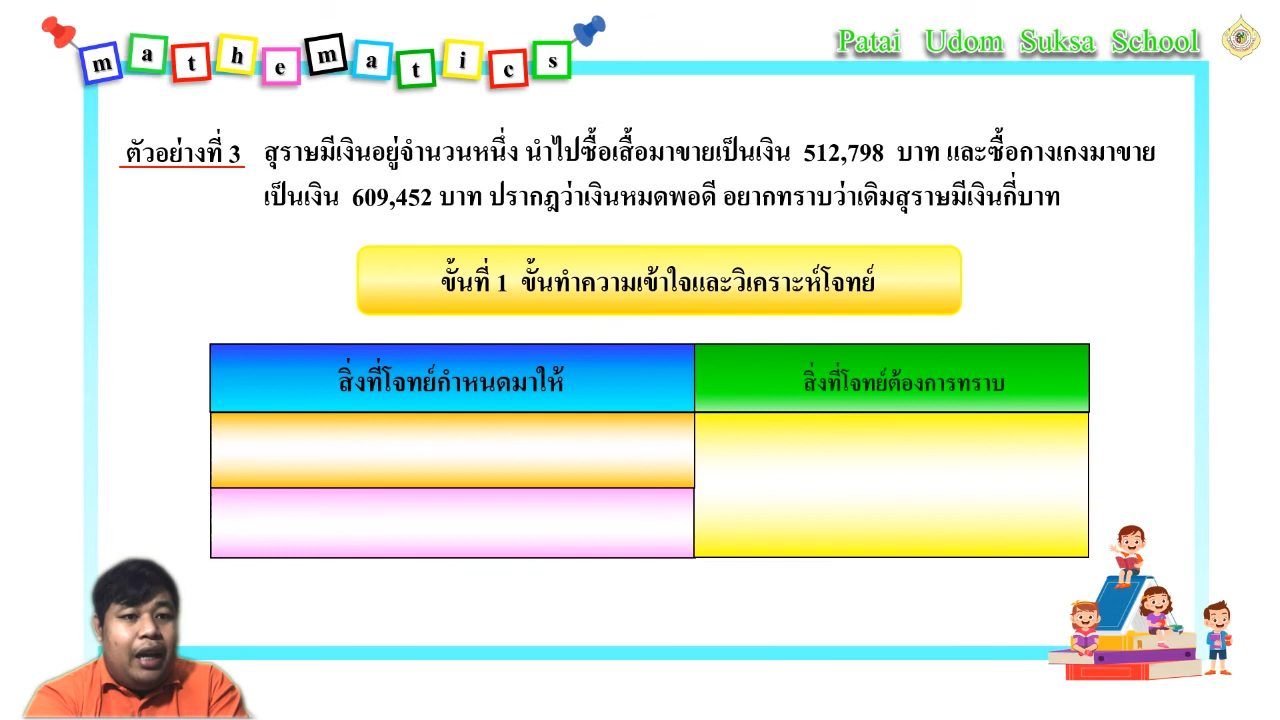 mathematics
Patai Udom Suksa School
ตัวอย่างที่ 3 สุราษมีเงินอยู่จำนวนหนึ่ง นำไปซื้อเสื้อมาขายเป็นเงิน 512,798 บาท และซื้อกางเกงมาขาย
เป็นเงิน 609,452 บาท ปรากฎว่าเงินหมดพอดี อยากทราบว่าเดิมสุราษมีเงินกี่บาท
ขั้นที่ 1 ขั้นทำความเข้าใจและวิเคราะห์โจทย์
สิ่งที่โจทย์กำหนดมาให้
สิ่งที่โจทย์ต้องการทราบ